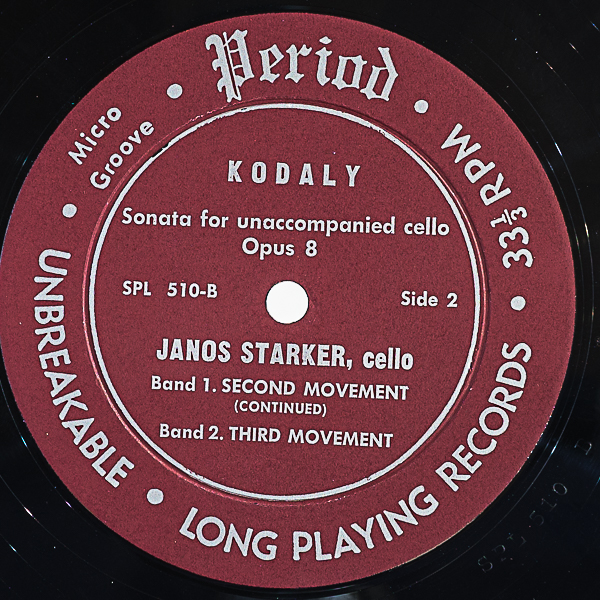 Period
Micro
Groove
33⅓ RPM
KODALY
Sonata for unaccompanied cello
Opus 8
SPL 510-B
Side 2
JANOS STARKER, cello
Band 1. SECOND MOVEMENT
(CONTINUED)
Band 2. THIRD MOVEMENT
UNBREAKABLE
LONG PLAYING RECORDS